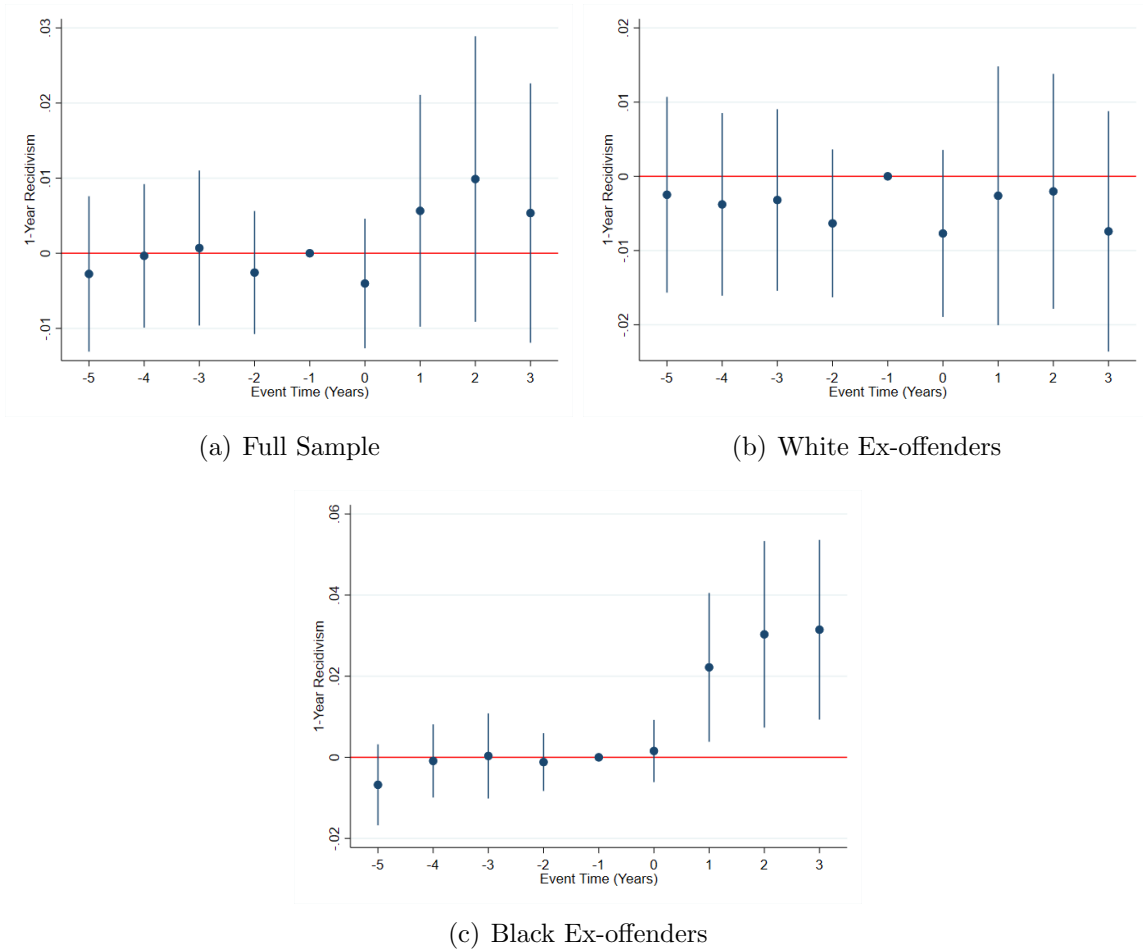 .03
.02
.01
0
-.01
1-Year Recidivism
-5 -4 -3 -2 -1 0 1 2 3
Event Time (Years)
(a) Full Sample
.02
.01
0
-.01
-.02
1-Year Recidivism
-5 -4 -3 -2 -1 0 1 2 3
Event Time (Years)
(b) White Ex-offenders
.06
.04
.02
0
-.02
1-Year Recidivism
-5 -4 -3 -2 -1 0 1 2 3
Event Time (Years)
(c) Black Ex-offenders